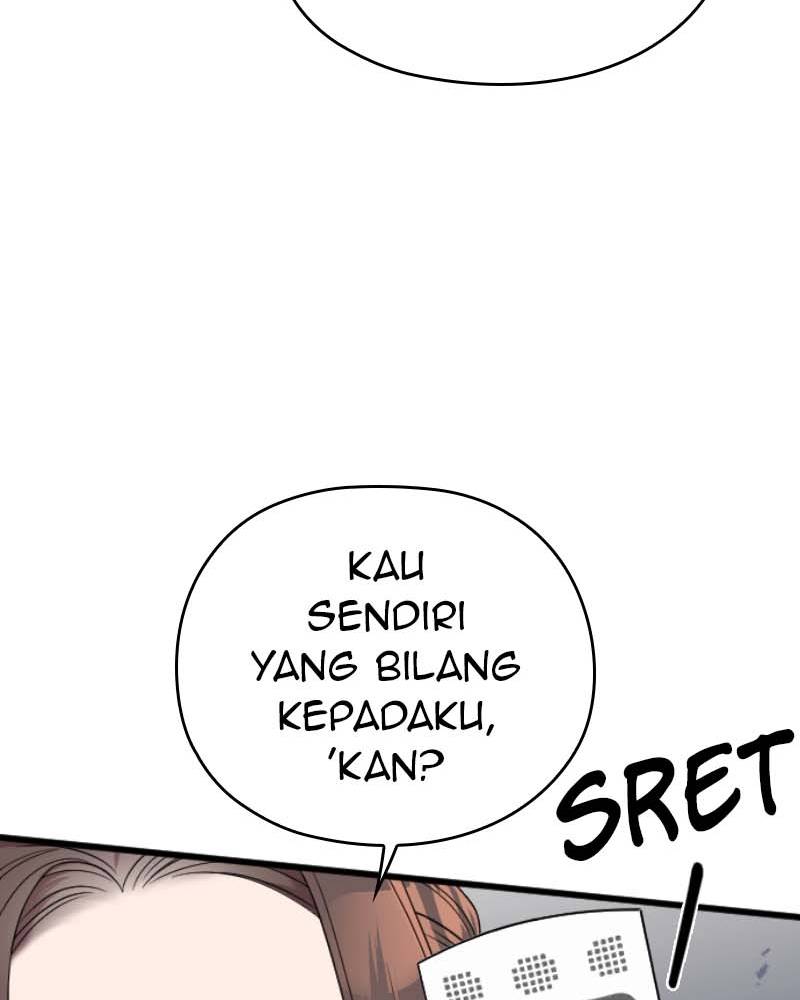 KAU
SENDIRI
YANG BILANG
KEPADAKU,
'KAN?
SRET